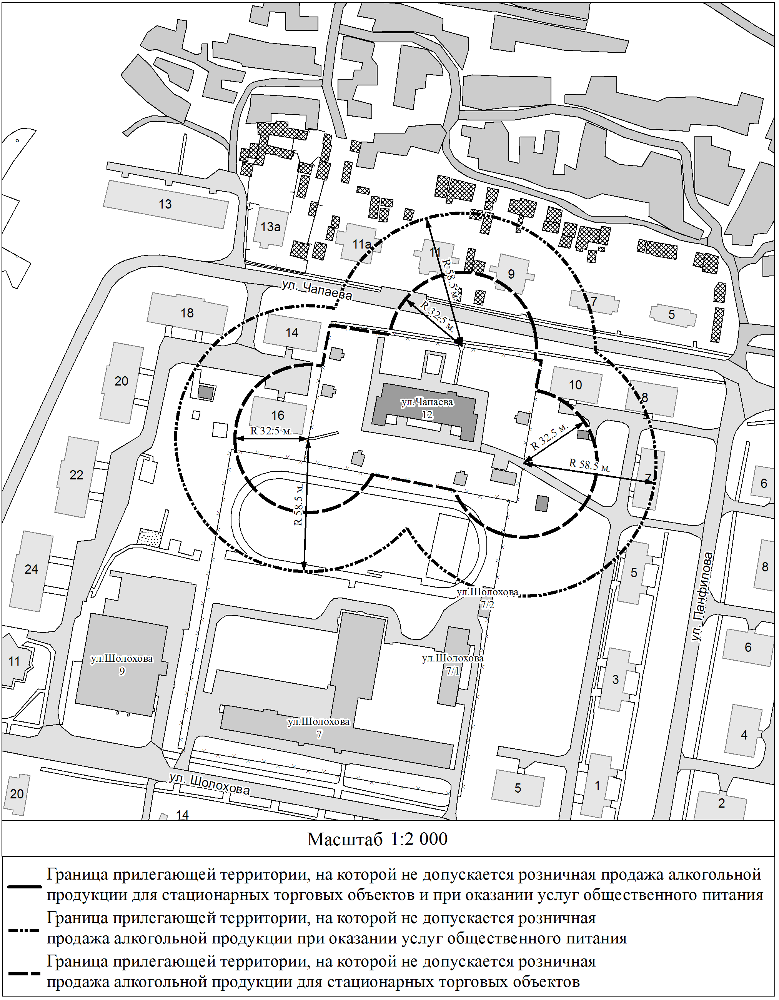 13
13а
11а
11
R 58.5 м.
9
ул. Чапаева
7
5
18
14
R 32.5 м.
20
10
8
ул.Чапаева
12
16
R 32.5 м.
R 32.5 м.
R 58.5 м.
22
7
6
R 58.5 м.
24
5
8
ул.Шолохова
7/2
ул. Панфилова
11
ул.Шолохова
9
ул.Шолохова
7/1
6
3
ул.Шолохова
7
4
ул. Шолохова
20
5
1
2
14
Масштаб 1:2 000
Граница прилегающей территории, на которой не допускается розничная продажа алкогольной
продукции для стационарных торговых объектов и при оказании услуг общественного питания
Граница прилегающей территории, на которой не допускается розничная
продажа алкогольной продукции при оказании услуг общественного питания
Граница прилегающей территории, на которой не допускается розничная
продажа алкогольной продукции для стационарных торговых объектов